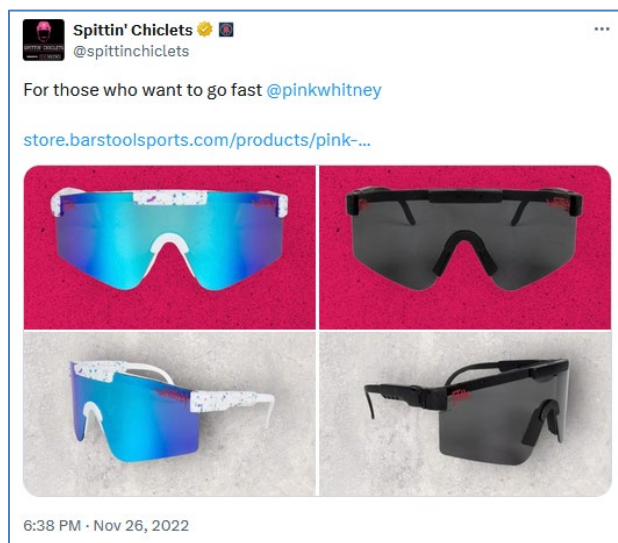 Spittin' Chiclets
@spittinchiclets
For those who want to go fast @pinkwhitney
store.barstoolsports.com/products/pink-...
6:38 PM · Nov 26, 2022